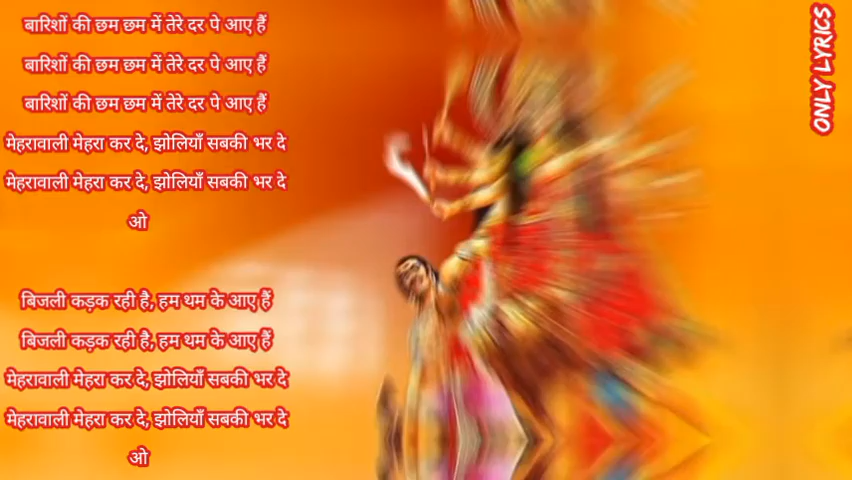 बारिशों की छम छम में तेरे दर पे आए हैं
बारिशों की छम छम में तेरे दर पे आए हैं
बारिशों की छम छम में तेरे दर पे आए हैं
मेहरावाली मेहरा कर दे, झोलियाँ सबकी भर दे
मेहरावाली मेहरा कर दे, झोलियाँ सबकी भर दे
ओ
बिजली कड़क रही है, हम थम के आए हैं
बिजली कड़क रही है, हम थम के आए हैं
मेहरावाली मेहरा कर दे, झोलियाँ सबकी भर दे
मेहरावाली मेहरा कर दे, झोलियाँ सबकी भर दे
ओ
ONLY LYRICS